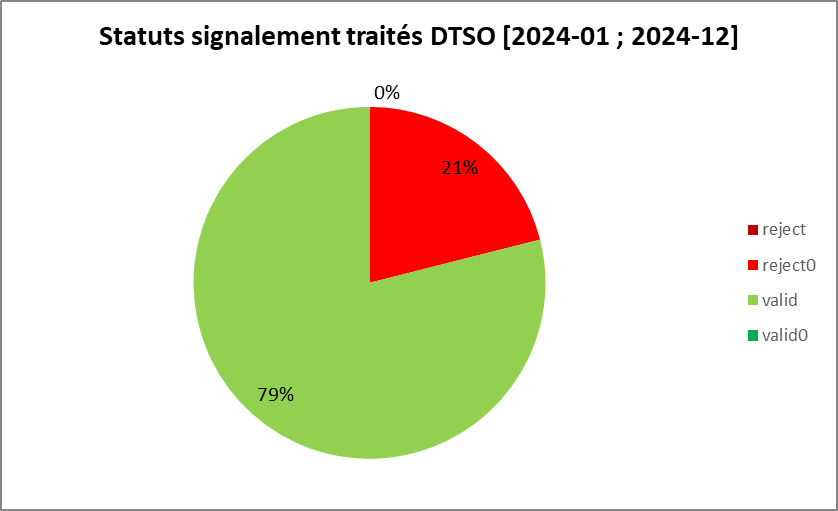 Statuts signalement traités DTSO [2024-01 ; 2024-12]
0%
21%
79%
reject
reject0
valid
valid0